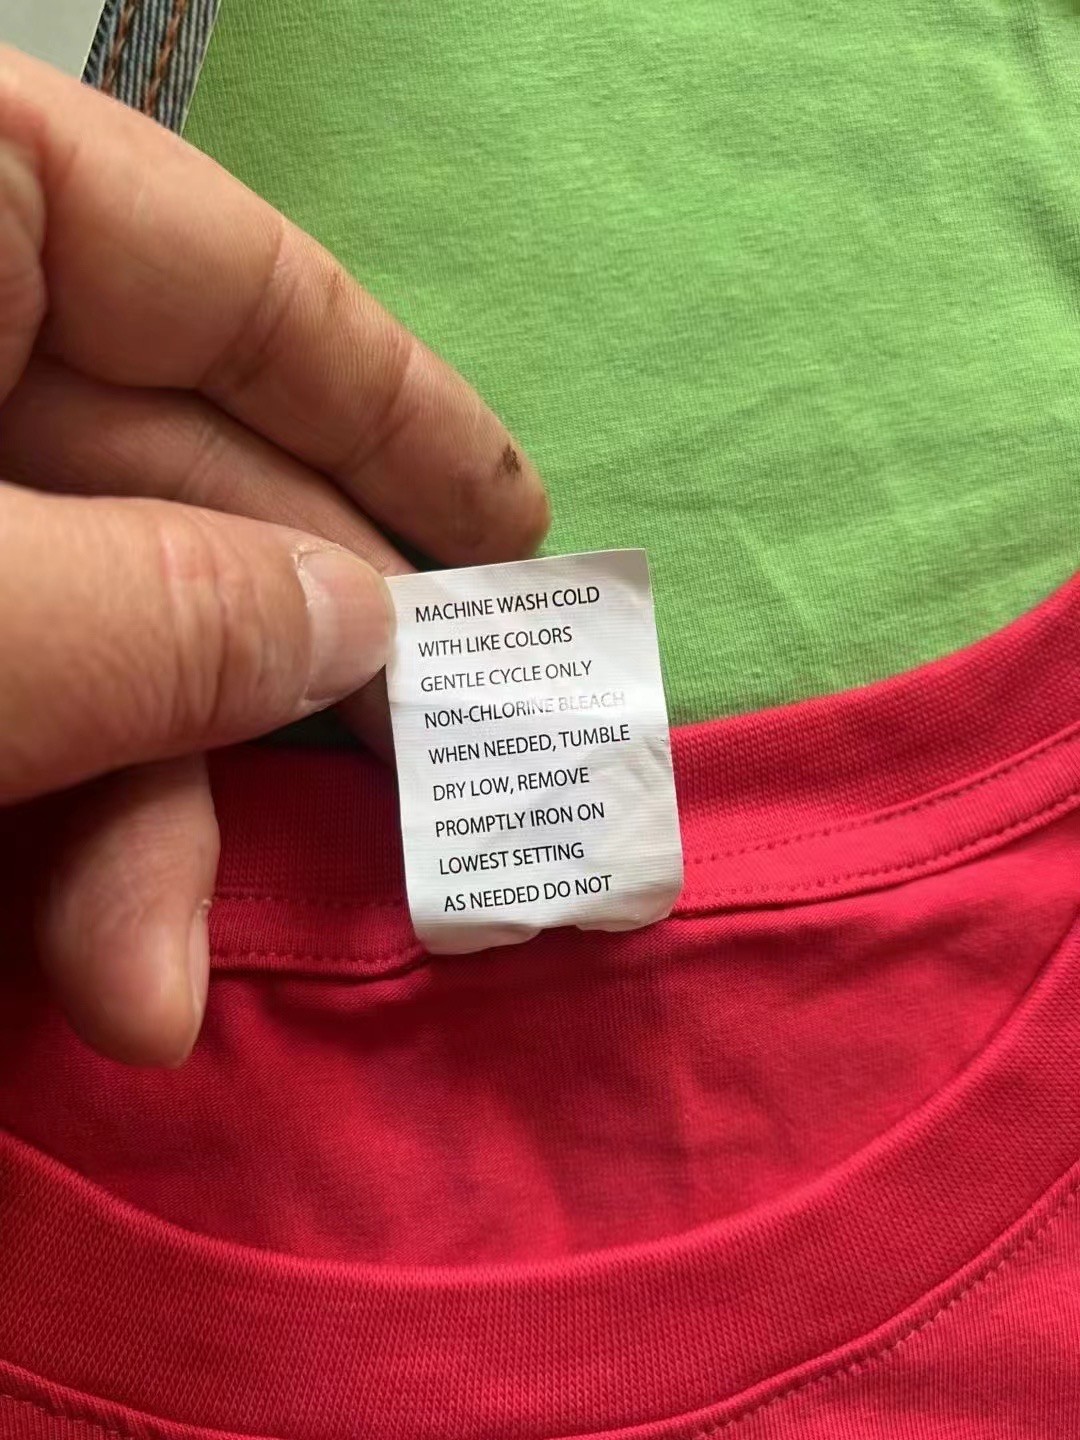 MACHINE WASH COLD
WITH LIKE COLORS
GENTLE CYCLE ONLY
NON-CHLORINE BLEACH
WHEN NEEDED, TUMBLE
DRY LOW, REMOVE
PROMPTLY IRON ON
LOWEST SETTING
AS NEEDED DO NOT